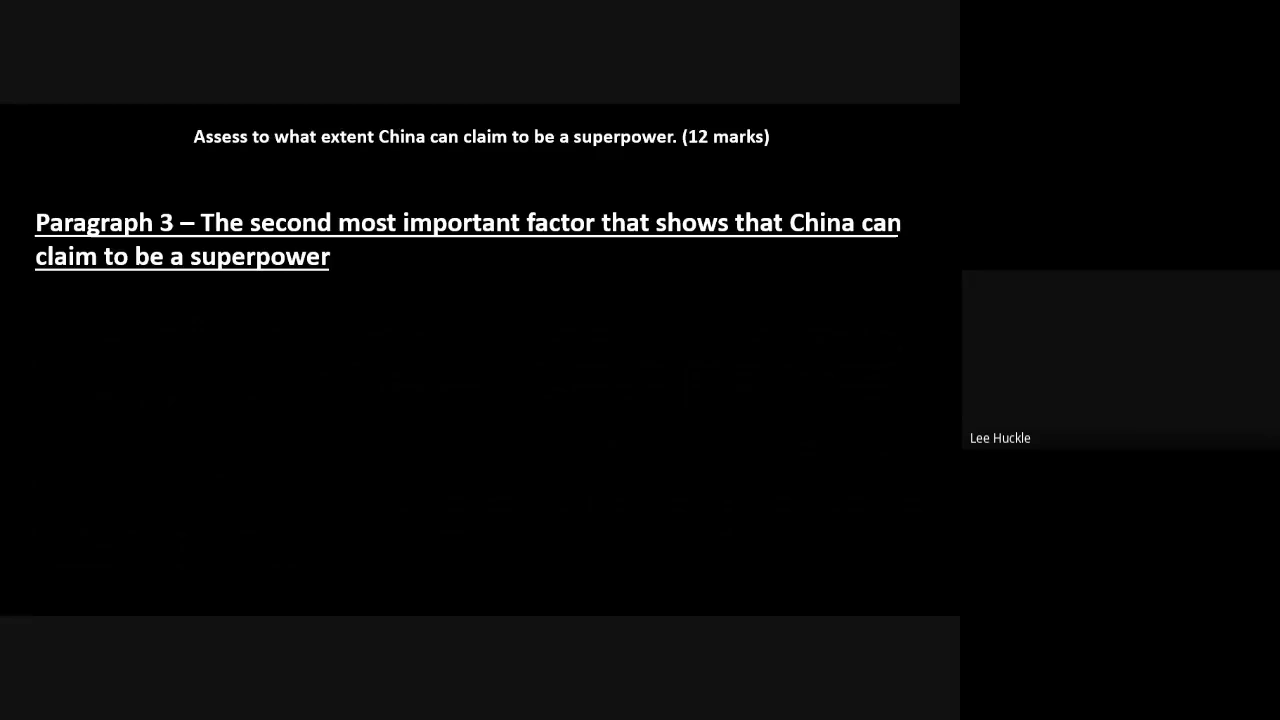 Assess to what extent China can claim to be a superpower. (12 marks)
Paragraph 3 – The second most important factor that shows that China can
claim to be a superpower
Lee Huckle